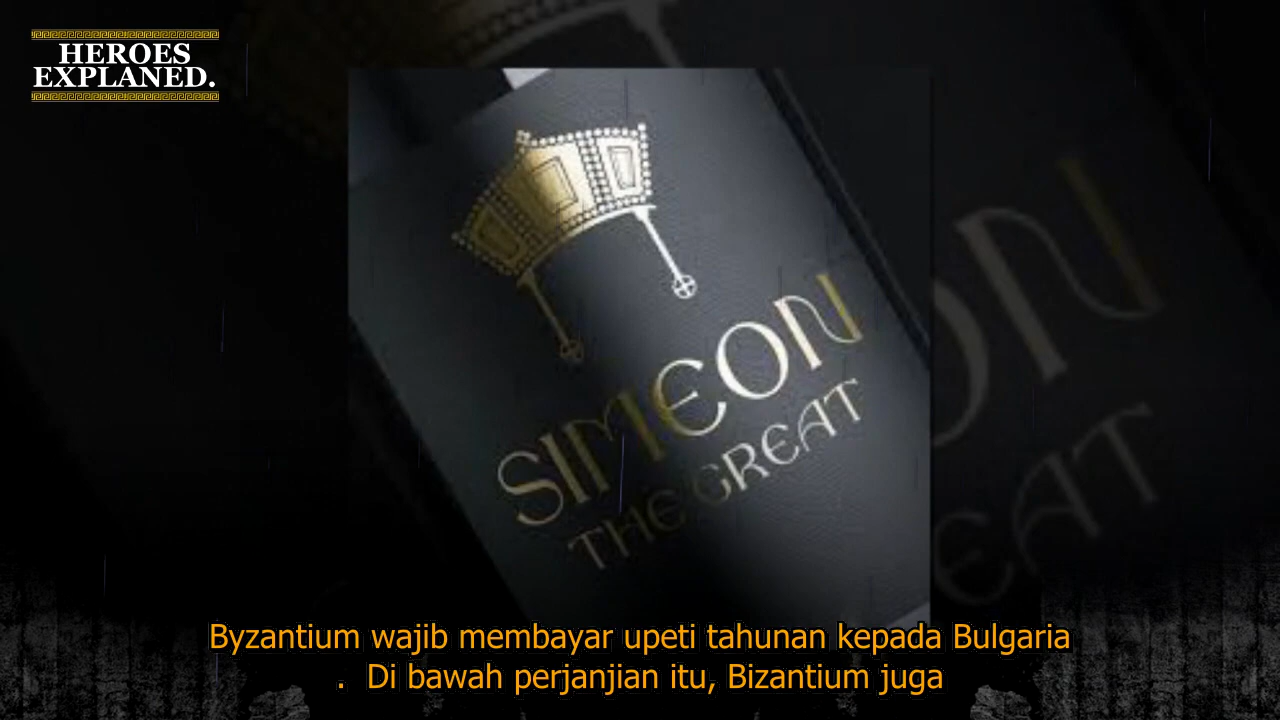 HEROES
EXPLANED.
SIMEON
THE GREAT
Byzantium wajib membayar upeti tahunan kepada Bulgaria
. Di bawah perjanjian itu, Bizantium juga